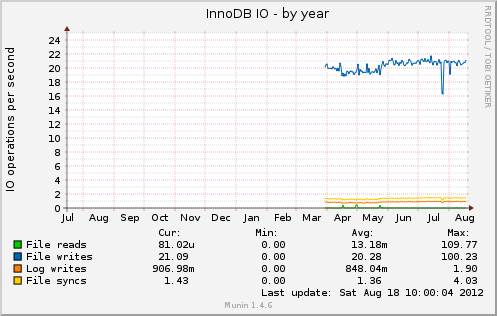 InnoDB IO - by year
RRDTOOL / TOBI OETIKER
IO operations per second
24
22
20
18
16
14
12
10
8
6
4
2
0
Jul Aug Sep Oct Nov Dec Jan Feb Mar Apr May Jun Jul Aug
Cur: Min: Avg: Max:
File reads 81.02u 0.00 13.18m 109.77
File writes 21.09 0.00 20.28 100.23
Log writes 906.98m 0.00 848.04m 1.90
File syncs 1.43 0.00 1.36 4.03
Last update: Sat Aug 18 10:00:04 2012
Munin 1.4.6